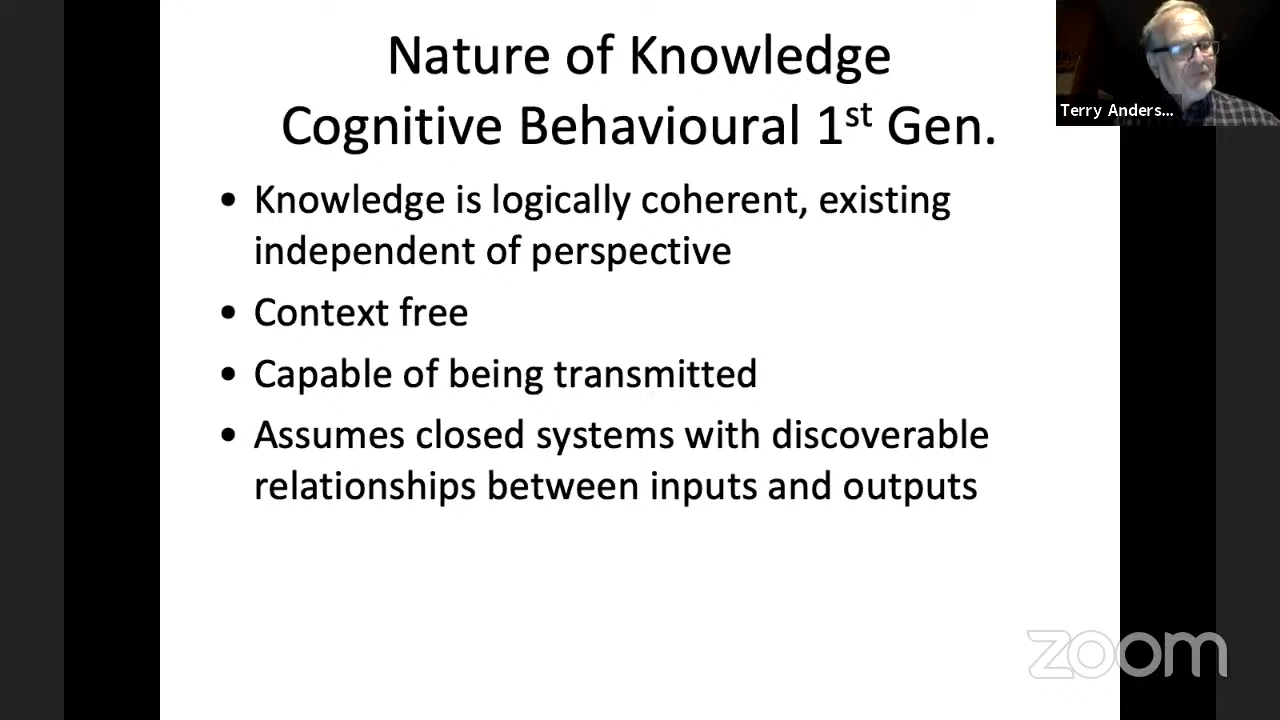 Nature of Knowledge
Cognitive Behavioural 1st Gen.
Terry Anders...
• Knowledge is logically coherent, existing
independent of perspective
• Context free
• Capable of being transmitted
• Assumes closed systems with discoverable
relationships between inputs and outputs
zoom